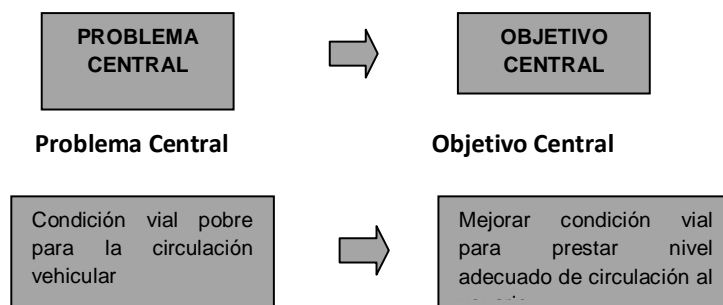 PROBLEMA
CENTRAL
OBJETIVO
CENTRAL
Problema Central
Objetivo Central
Condición vial pobre
para la circulación
vehicular
Mejorar condición vial
para prestar nivel
adecuado de circulación al